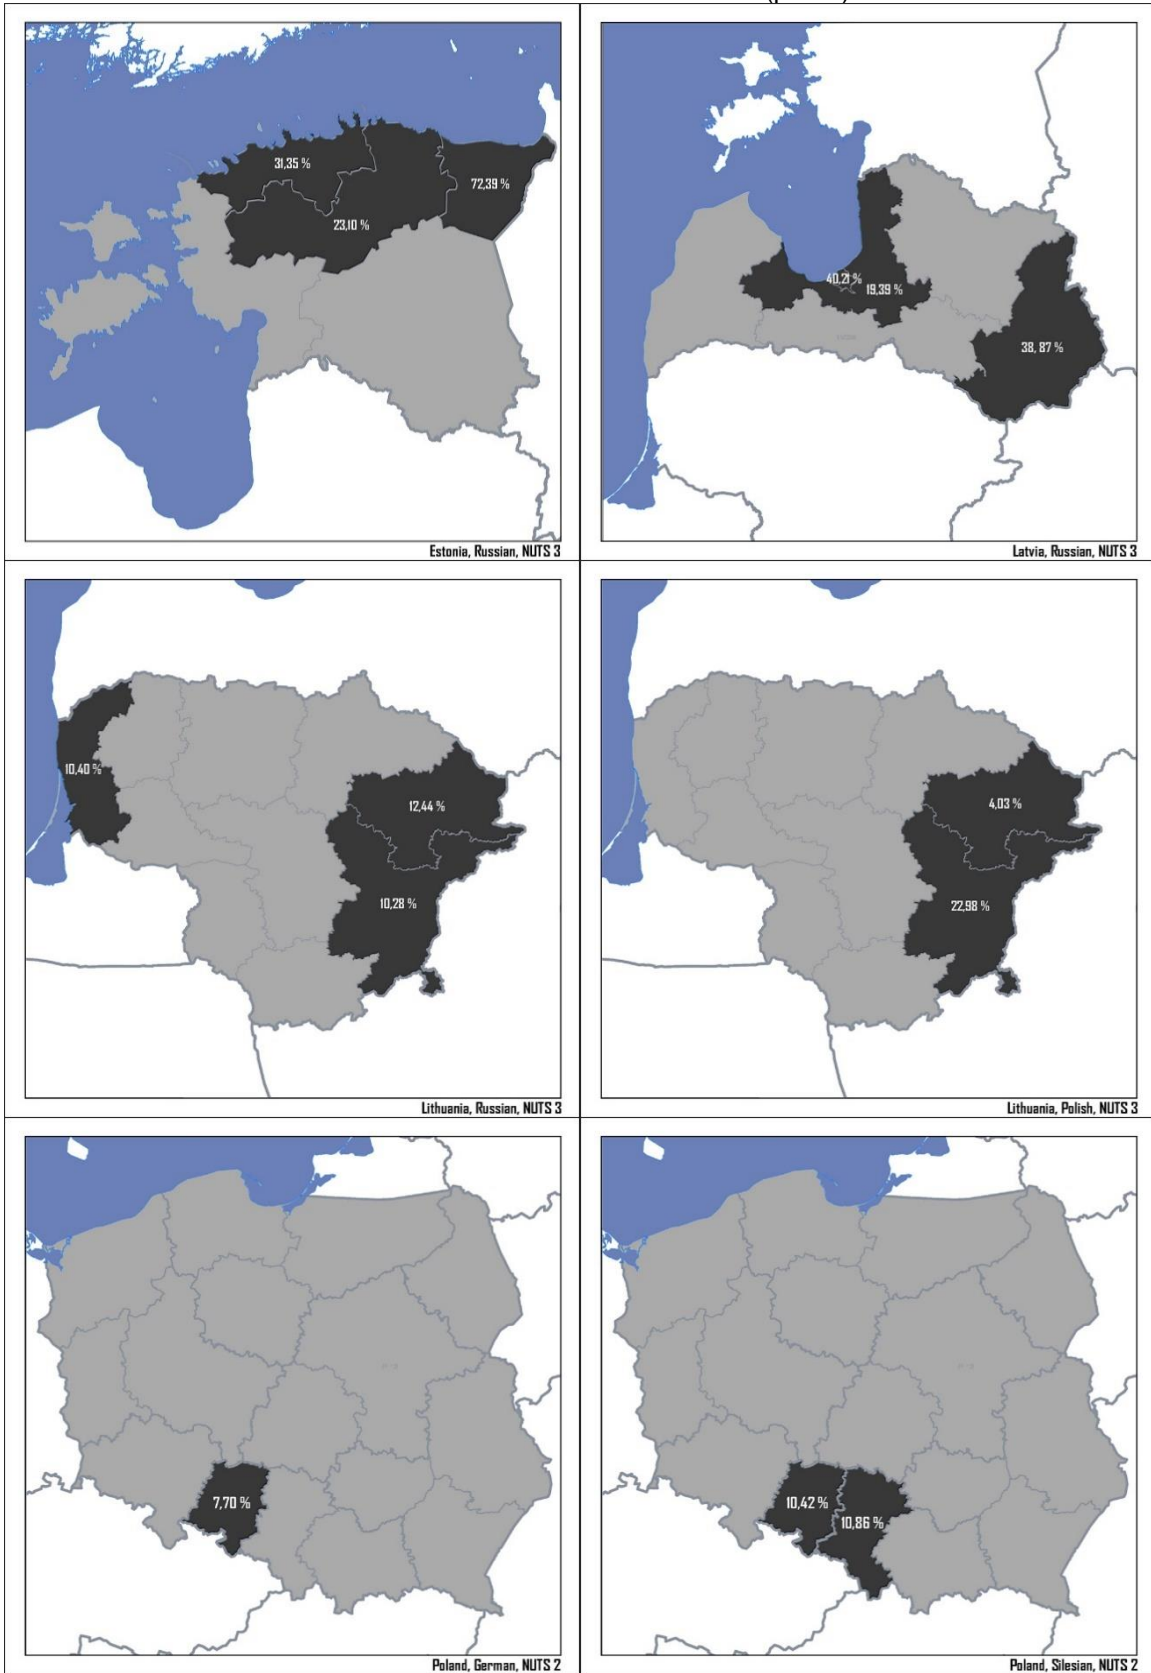 31,35 %
72,39 %
23,10 %
Estonia, Russian, NUTS 3
40,21 %
19,39 %
38, 87 %
Latvia, Russian, NUTS 3
10,40 %
12,44 %
10,28 %
Lithuania, Russian, NUTS 3
4,03 %
22,98 %
Lithuania, Polish, NUTS 3
7,70 %
Poland, German, NUTS 2
10,42 %
10,86 %
Poland, Silesian, NUTS 2